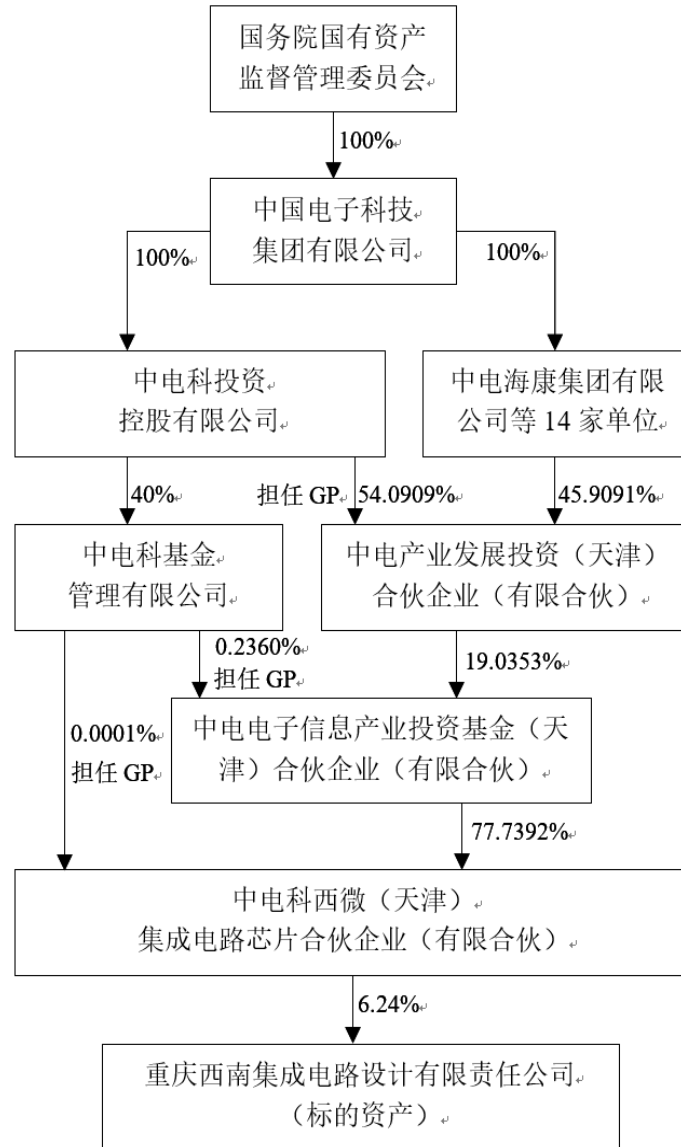 国务院国有资产
监督管理委员会
100%
中国电子科技
集团有限公司
100%
100%
中电科投资
控股有限公司
中电海康集团有限
公司等 14 家单位
40%
担任 GP
54.0909%
45.9091%
中电科基金
管理有限公司
中电产业发展投资（天津）
合伙企业（有限合伙）
0.2360%
担任 GP
19.0353%
0.0001%
担任 GP
中电电子信息产业投资基金（天
津）合伙企业（有限合伙）
77.7392%
中电科西微（天津）
集成电路芯片合伙企业（有限合伙）
6.24%
重庆西南集成电路设计有限责任公司
（标的资产）